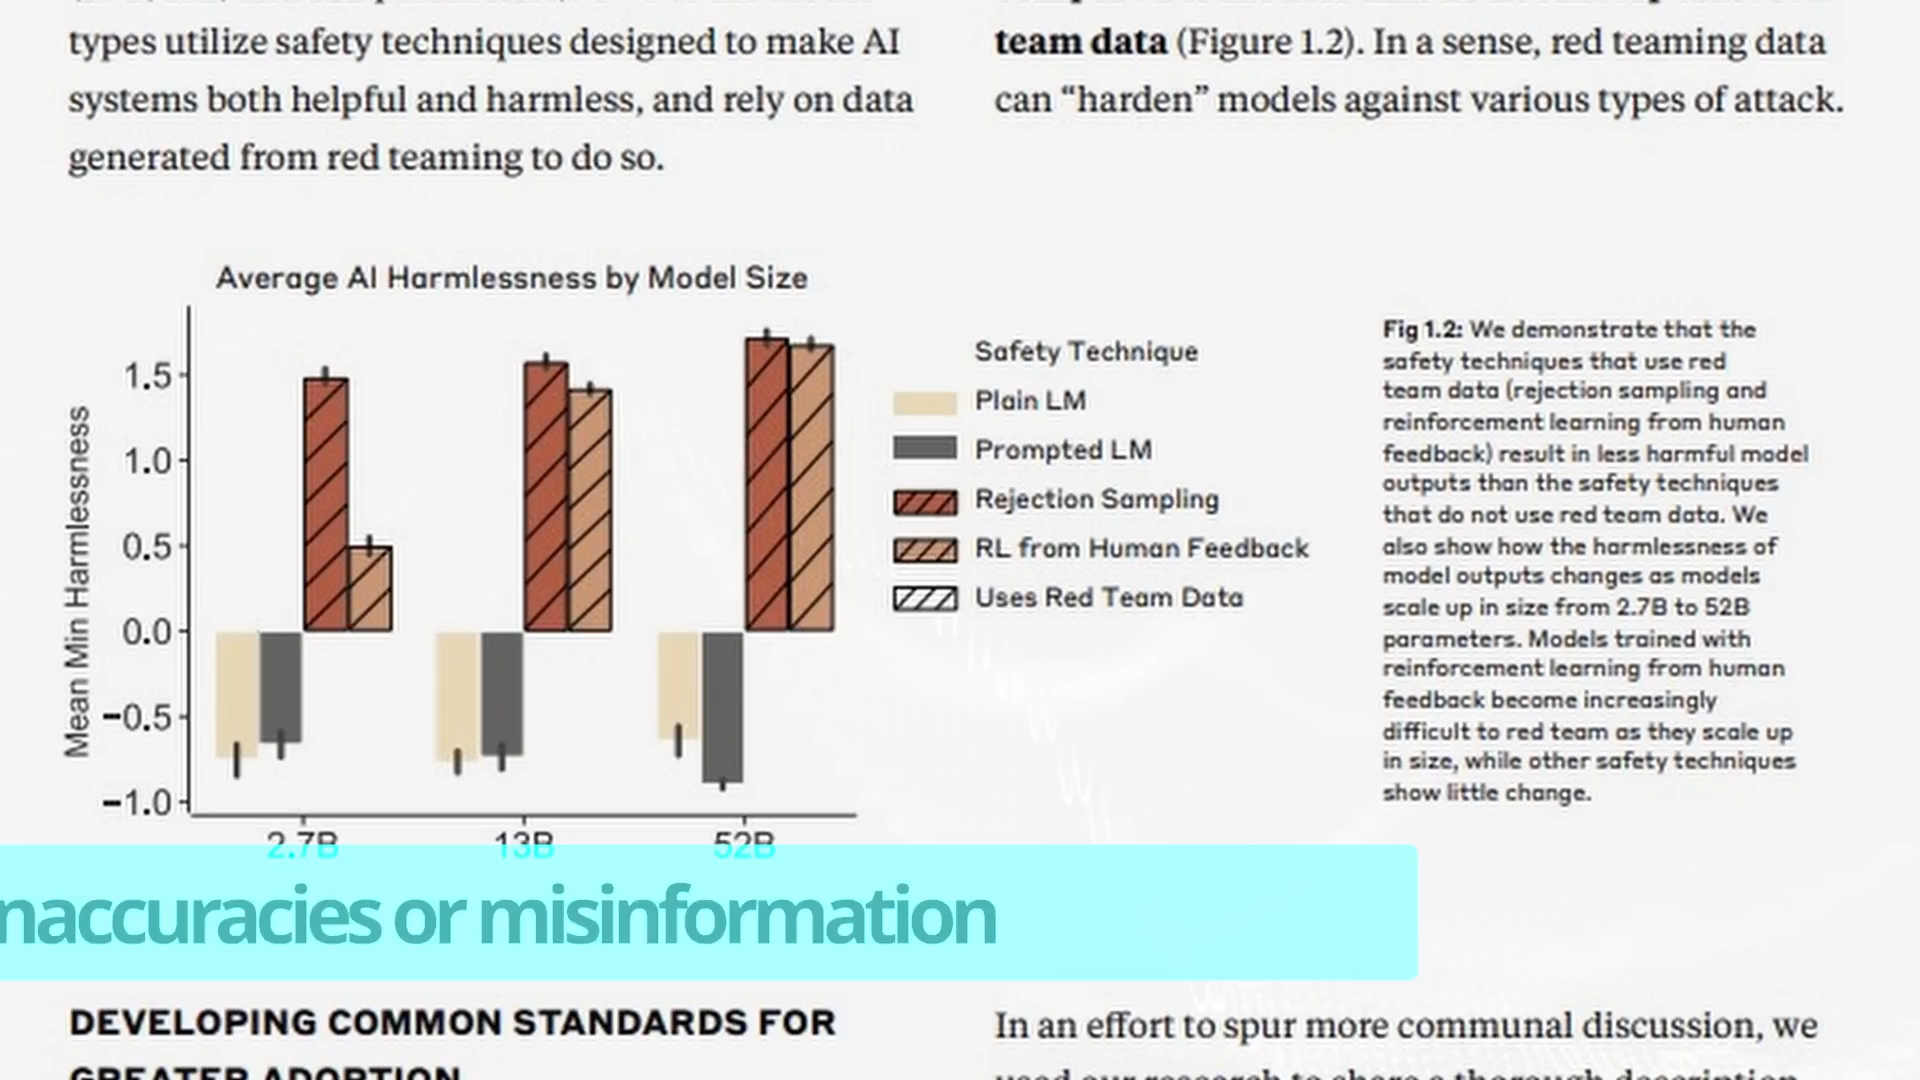 types utilize safety techniques designed to make AI
systems both helpful and harmless, and rely on data
generated from red teaming to do so.
team data (Figure 1.2). In a sense, red teaming data
can “harden” models against various types of attack.
Average AI Harmlessness by Model Size
Mean Min Harmlessness
1.5
1.0
0.5
0.0
−0.5
−1.0
2.7B
13B
52B
Safety Technique
Plain LM
Prompted LM
Rejection Sampling
RL from Human Feedback
Uses Red Team Data
Fig 1.2: We demonstrate that the
safety techniques that use red
team data (rejection sampling and
reinforcement learning from human
feedback) result in less harmful model
outputs than the safety techniques
that do not use red team data. We
also show how the harmlessness of
model outputs changes as models
scale up in size from 2.7B to 52B
parameters. Models trained with
reinforcement learning from human
feedback become increasingly
difficult to red team as they scale up
in size, while other safety techniques
show little change.
naccuracies or misinformation
DEVELOPING COMMON STANDARDS FOR
GREATER ADOPTION
In an effort to spur more communal discussion, we
used our research to share a thorough description